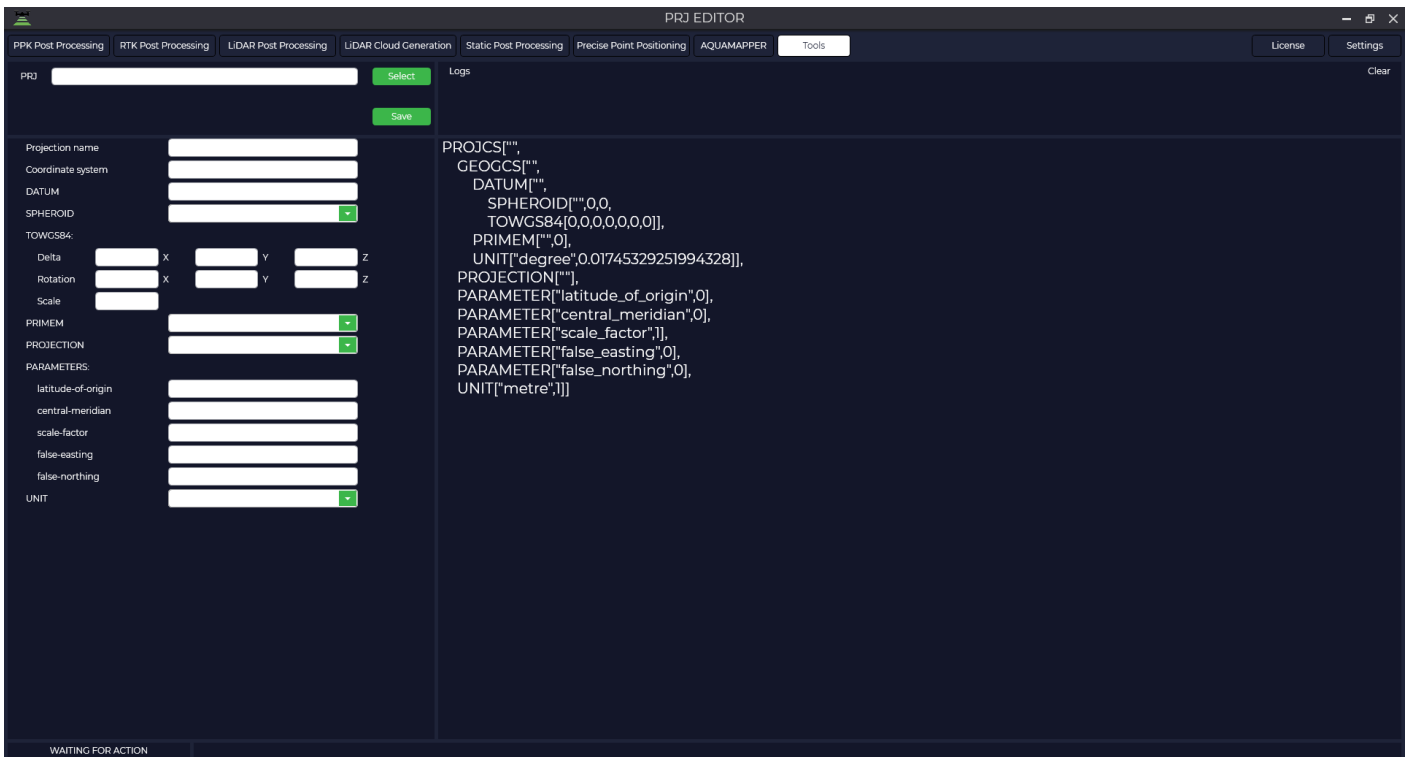 PRJ EDITOR
PPK Post Processing RTK Post Processing LiDAR Post Processing LiDAR Cloud Generation Static Post Processing Precise Point Positioning AQUAMAPPER Tools License Settings
PRJ Select
Save
Logs Clear
Projection name
Coordinate system
DATUM
SPHEROID
TOWGS84:
Delta X Y Z
Rotation X Y Z
Scale
PRIMEM
PROJECTION
PARAMETERS:
latitude-of-origin
central-meridian
scale-factor
false-easting
false-northing
UNIT
PROJCS["",
GEOGCS["",
DATUM["",
SPHEROID["",0,0,
TOWGS84[0,0,0,0,0,0,0]],
PRIMEM["",0],
UNIT["degree",0.01745329251994328]],
PROJECTION[""],
PARAMETER["latitude_of_origin",0],
PARAMETER["central_meridian",0],
PARAMETER["scale_factor",1],
PARAMETER["false_easting",0],
PARAMETER["false_northing",0],
UNIT["metre",1]]
WAITING FOR ACTION